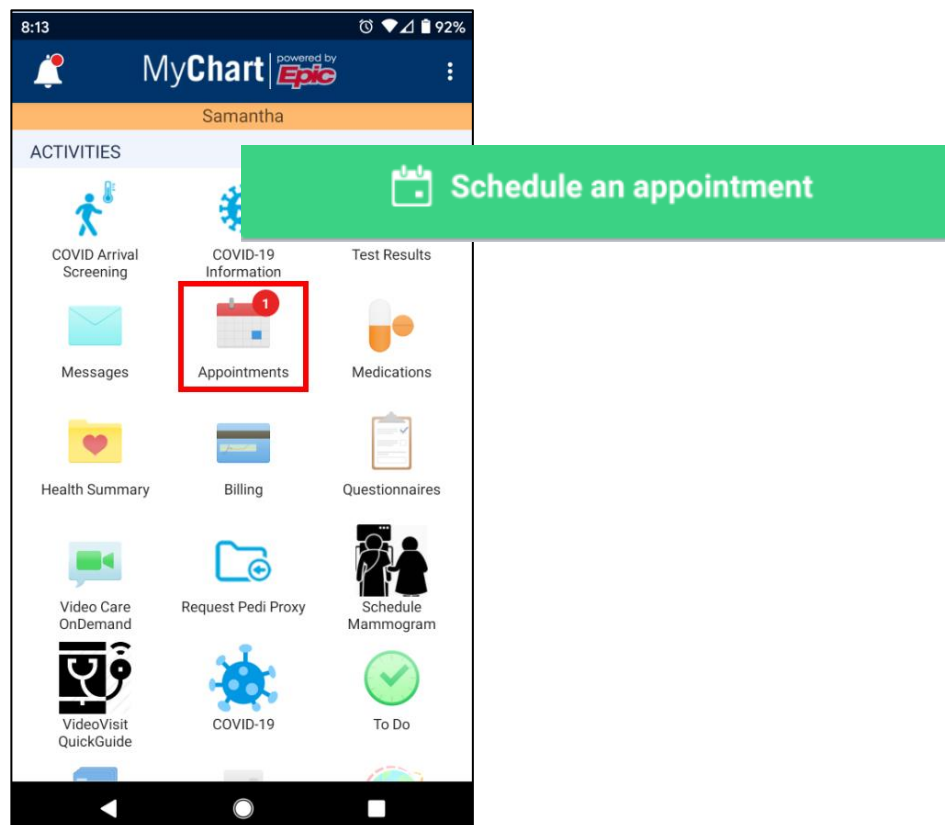 8:13 92%
MyChart powered by Epic
Samantha
ACTIVITIES
Schedule an appointment
COVID Arrival Screening
COVID-19 Information
Test Results
Messages
1
Appointments
Medications
Health Summary
Billing
Questionnaires
Video Care OnDemand
Request Pedi Proxy
Schedule Mammogram
VideoVisit QuickGuide
COVID-19
To Do